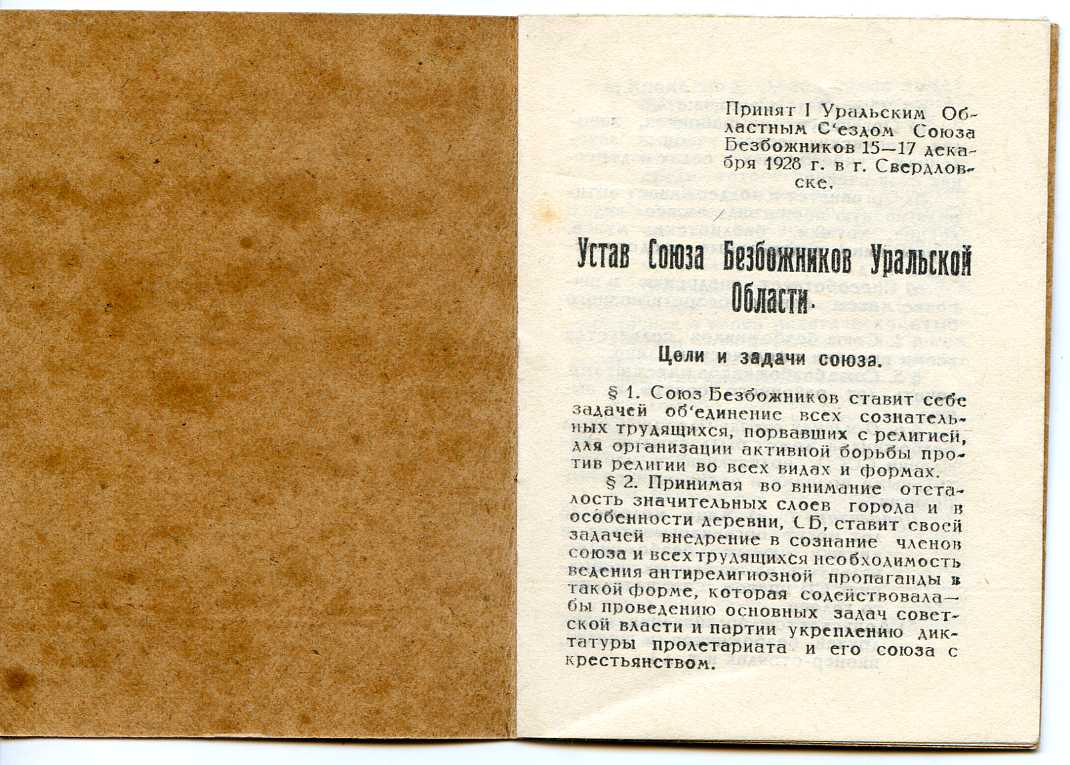 Принят I Уральским Об-
ластным С'ездом Союза
Безбожников 15—17 дека-
бря 1928 г. в г. Свердлов-
ске.
Устав Союза Безбожников Уральской
Области.
Цели и задачи союза.
§ 1. Союз Безбожников ставит себе
задачей об'единение всех сознатель-
ных трудящихся, порвавших с религией,
для организации активной борьбы про-
тив религии во всех видах и формах.
§ 2. Принимая во внимание отста-
лость значительных слоев города и в
особенности деревни, СБ, ставит своей
задачей внедрение в сознание членов
союза и всех трудящихся необходимость
ведения антирелигиозной пропаганды в
такой форме, которая содействовала—
бы проведению основных задач совет-
ской власти и партии укреплению дик-
татуры пролетариата и его союза с
крестьянством.